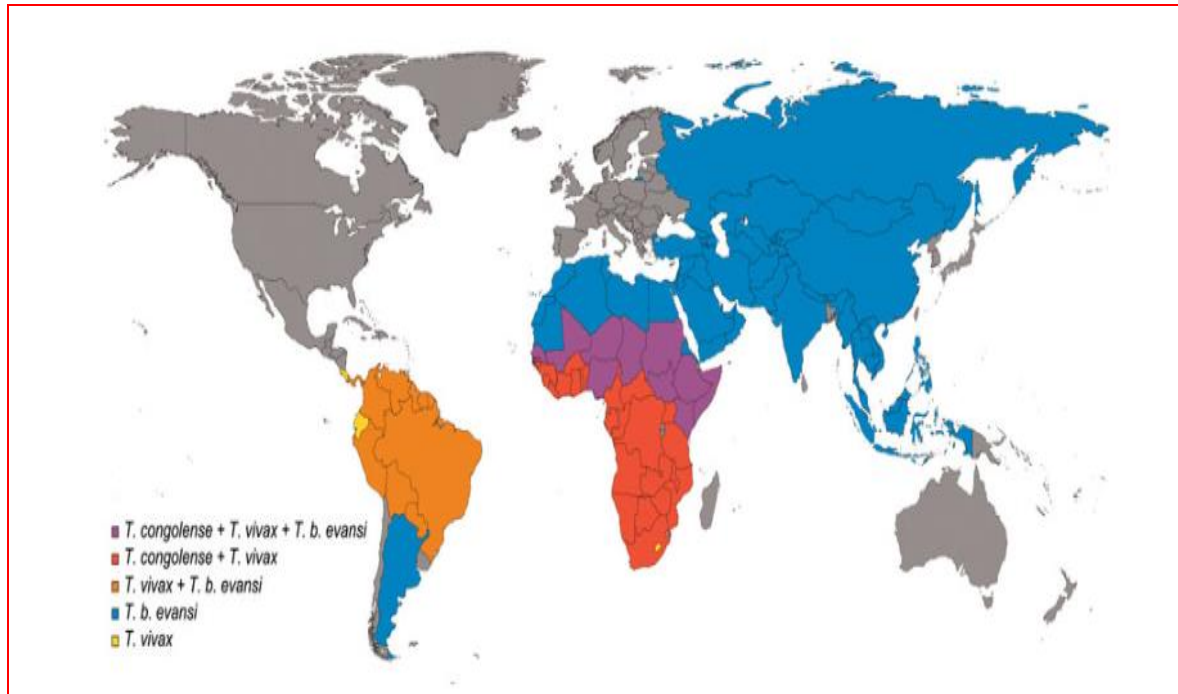 T. congolense + T. vivax + T. b. evansi
T. congolense + T. vivax
T. vivax + T. b. evansi
T. b. evansi
T. vivax